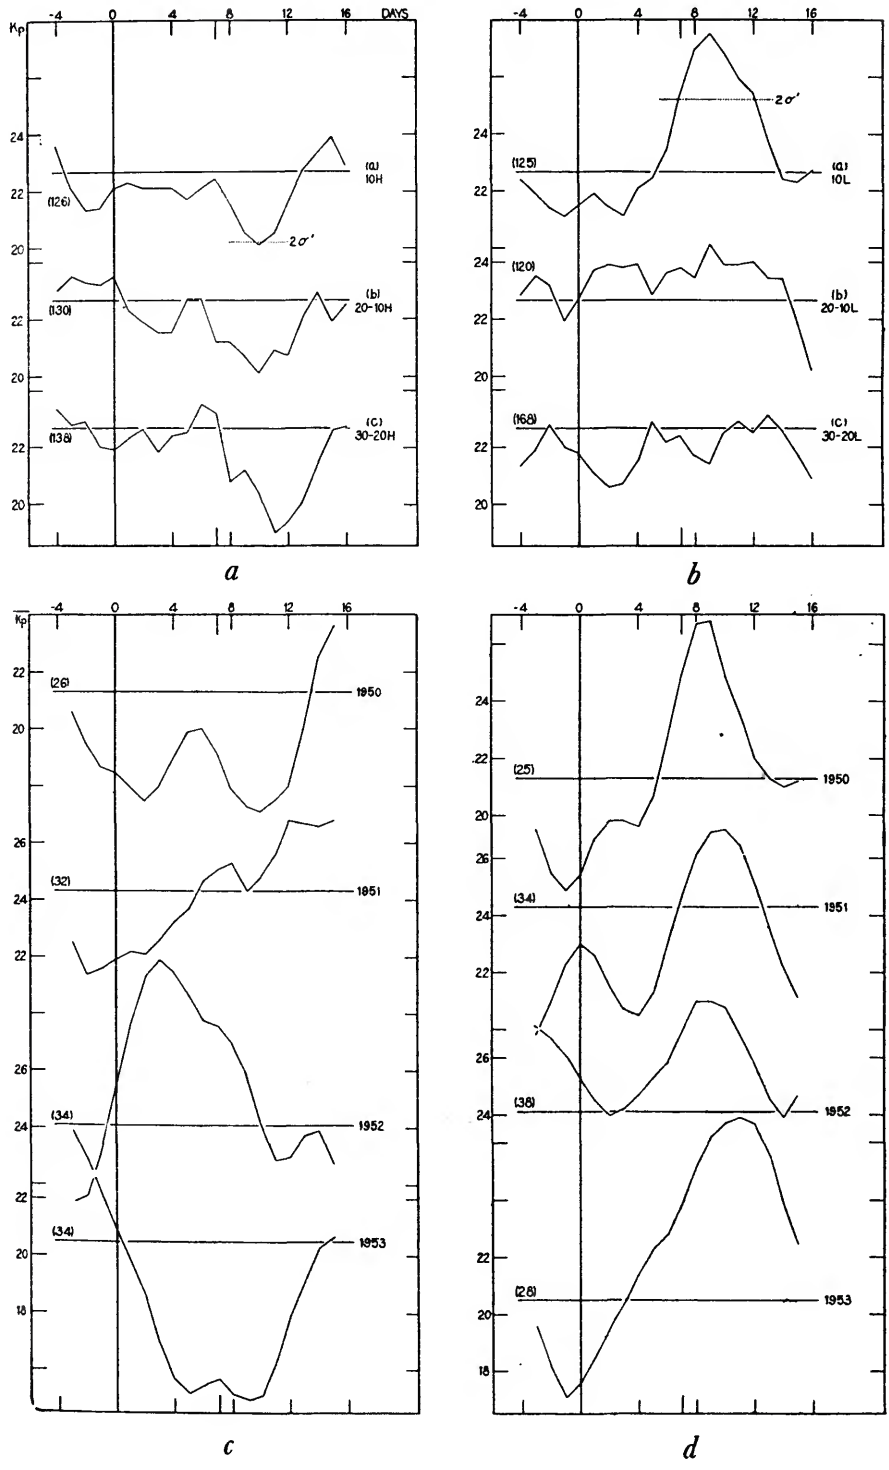 -4 0 4 8 12 DAYS 16
Kp
24
(a)
10H
22
(126)
20
2σ'
(b)
20-10H
(130)
22
20
(c)
30-20H
(138)
22
20
a
-4 0 4 8 12 16
2σ'
24
(125)
(a)
10L
22
24
(120)
(b)
20-10L
22
20
(168)
(c)
30-20L
22
20
b
-4 0 4 8 12 16
Kp
22
(26)
1950
20
26
(32)
1951
24
22
26
(34)
24
1952
22
(34)
1953
20
18
c
-4 0 4 8 12 16
24
22
(25)
1950
20
26
(34)
1951
24
22
26
(38)
24
1952
22
(28)
1953
20
18
d